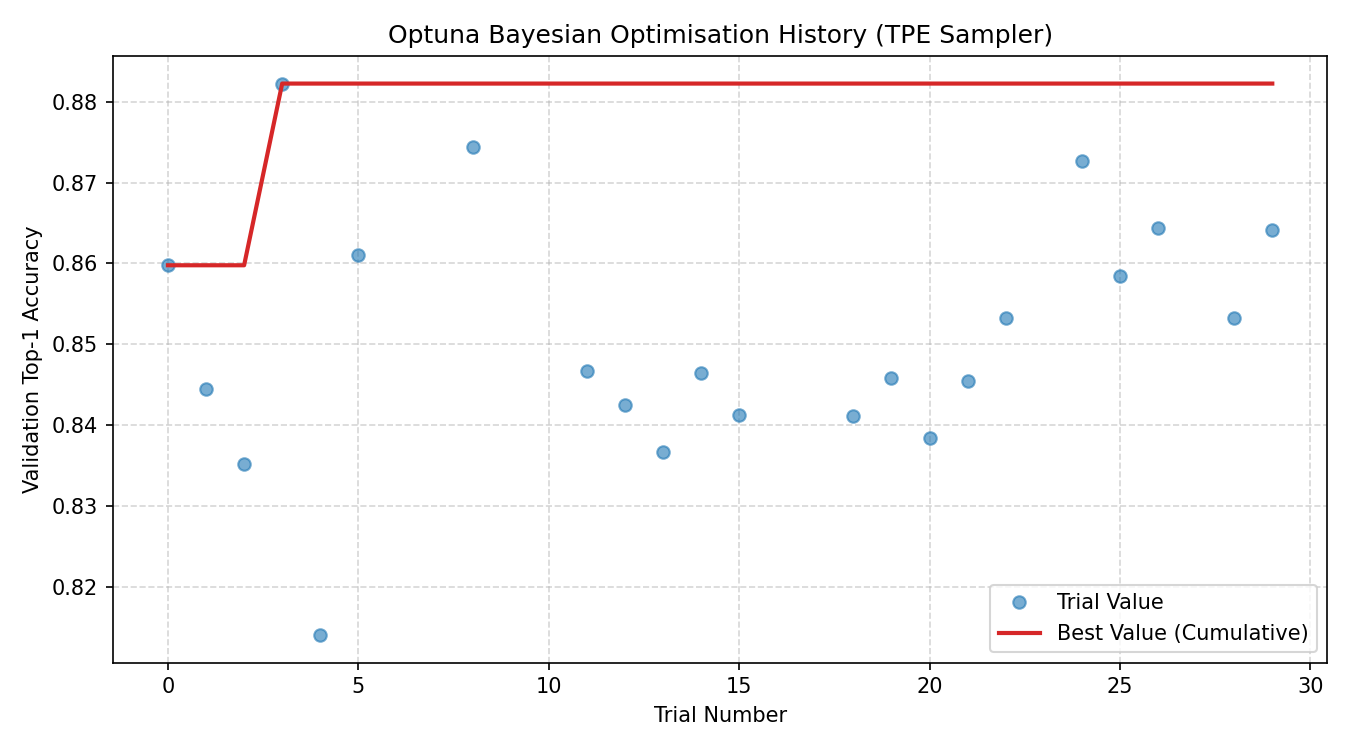 Optuna Bayesian Optimisation History (TPE Sampler)
Validation Top-1 Accuracy
0.88
0.87
0.86
0.85
0.84
0.83
0.82
Trial Value
Best Value (Cumulative)
0 5 10 15 20 25 30
Trial Number